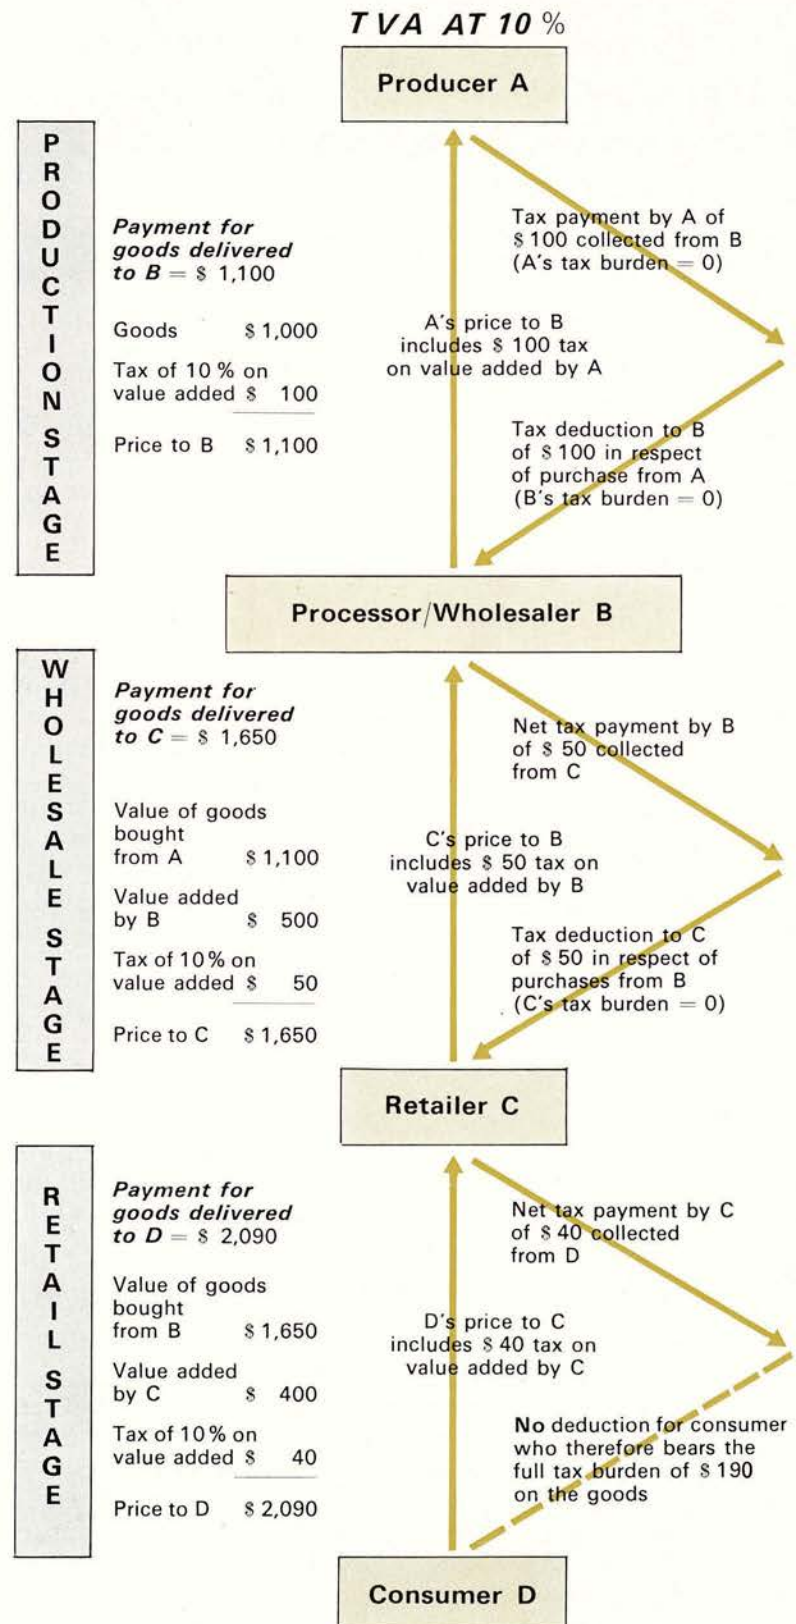 TVA AT 10 %
Producer A
PRODUCTION STAGE
Payment for
goods delivered
to B = $ 1,100
Goods $ 1,000
Tax of 10 % on
value added $ 100
Price to B $ 1,100
A's price to B
includes $ 100 tax
on value added by A
Tax payment by A of
$ 100 collected from B
(A's tax burden = 0)
Tax deduction to B
of $ 100 in respect
of purchase from A
(B's tax burden = 0)
Processor/Wholesaler B
WHOLESALE STAGE
Payment for
goods delivered
to C = $ 1,650
Value of goods
bought
from A $ 1,100
Value added
by B $ 500
Tax of 10% on
value added $ 50
Price to C $ 1,650
C's price to B
includes $ 50 tax on
value added by B
Net tax payment by B
of $ 50 collected
from C
Tax deduction to C
of $ 50 in respect of
purchases from B
(C's tax burden = 0)
Retailer C
RETAIL STAGE
Payment for
goods delivered
to D = $ 2,090
Value of goods
bought
from B $ 1,650
Value added
by C $ 400
Tax of 10% on
value added $ 40
Price to D $ 2,090
D's price to C
includes $ 40 tax on
value added by C
Net tax payment by C
of $ 40 collected
from D
No deduction for consumer
who therefore bears the
full tax burden of $ 190
on the goods
Consumer D